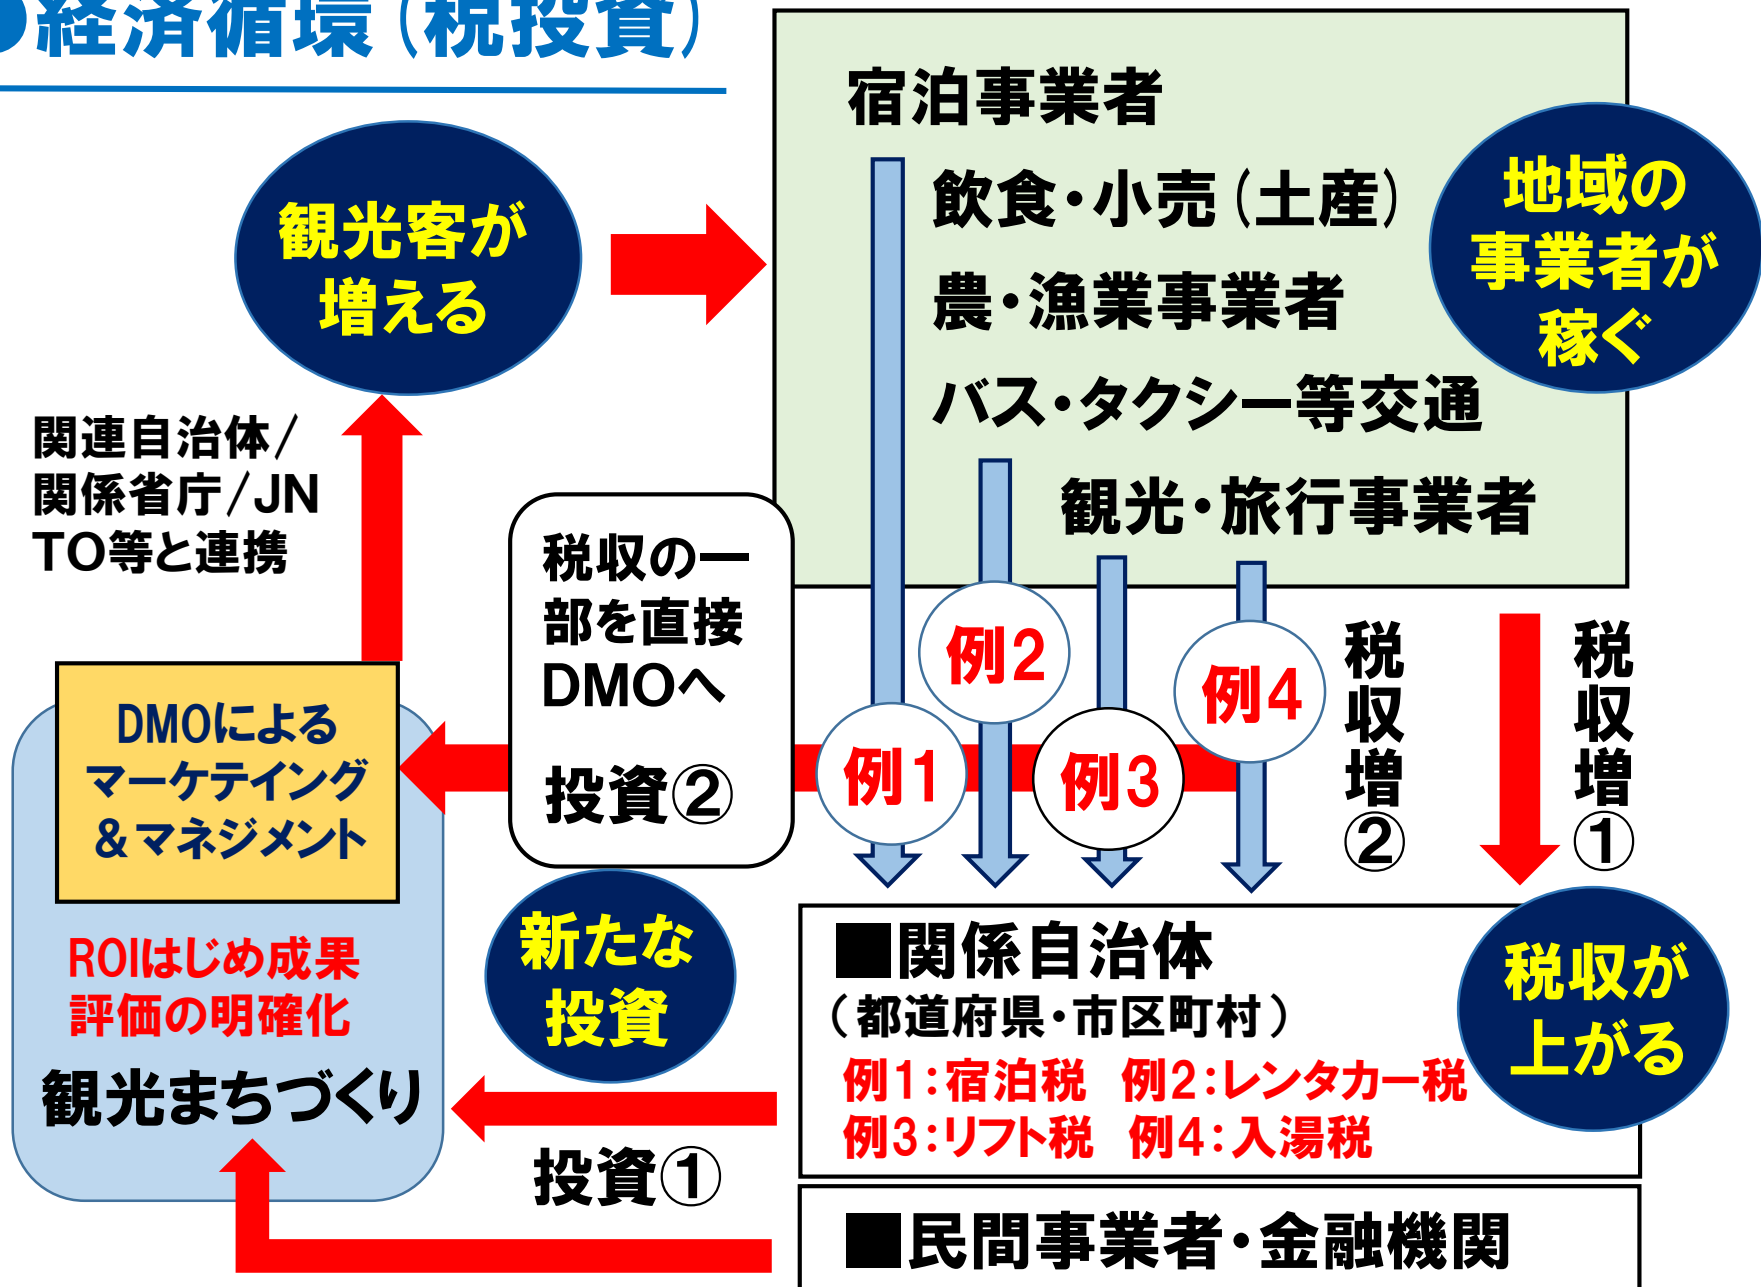 ●経済循環（税投資）
宿泊事業者
飲食・小売（土産）
農・漁業事業者
バス・タクシー等交通
観光・旅行事業者
地域の
事業者が
稼ぐ
観光客が
増える
関連自治体/
関係省庁/JN
TO等と連携
税収の一
部を直接
DMOへ
投資②
例1
例2
例3
例4
税収増②
税収増①
DMOによる
マーケテイング
&マネジメント
ROIはじめ成果
評価の明確化
観光まちづくり
新たな
投資
投資①
■関係自治体
（都道府県・市区町村）
例1：宿泊税 例2：レンタカー税
例3：リフト税 例4：入湯税
税収が
上がる
■民間事業者・金融機関